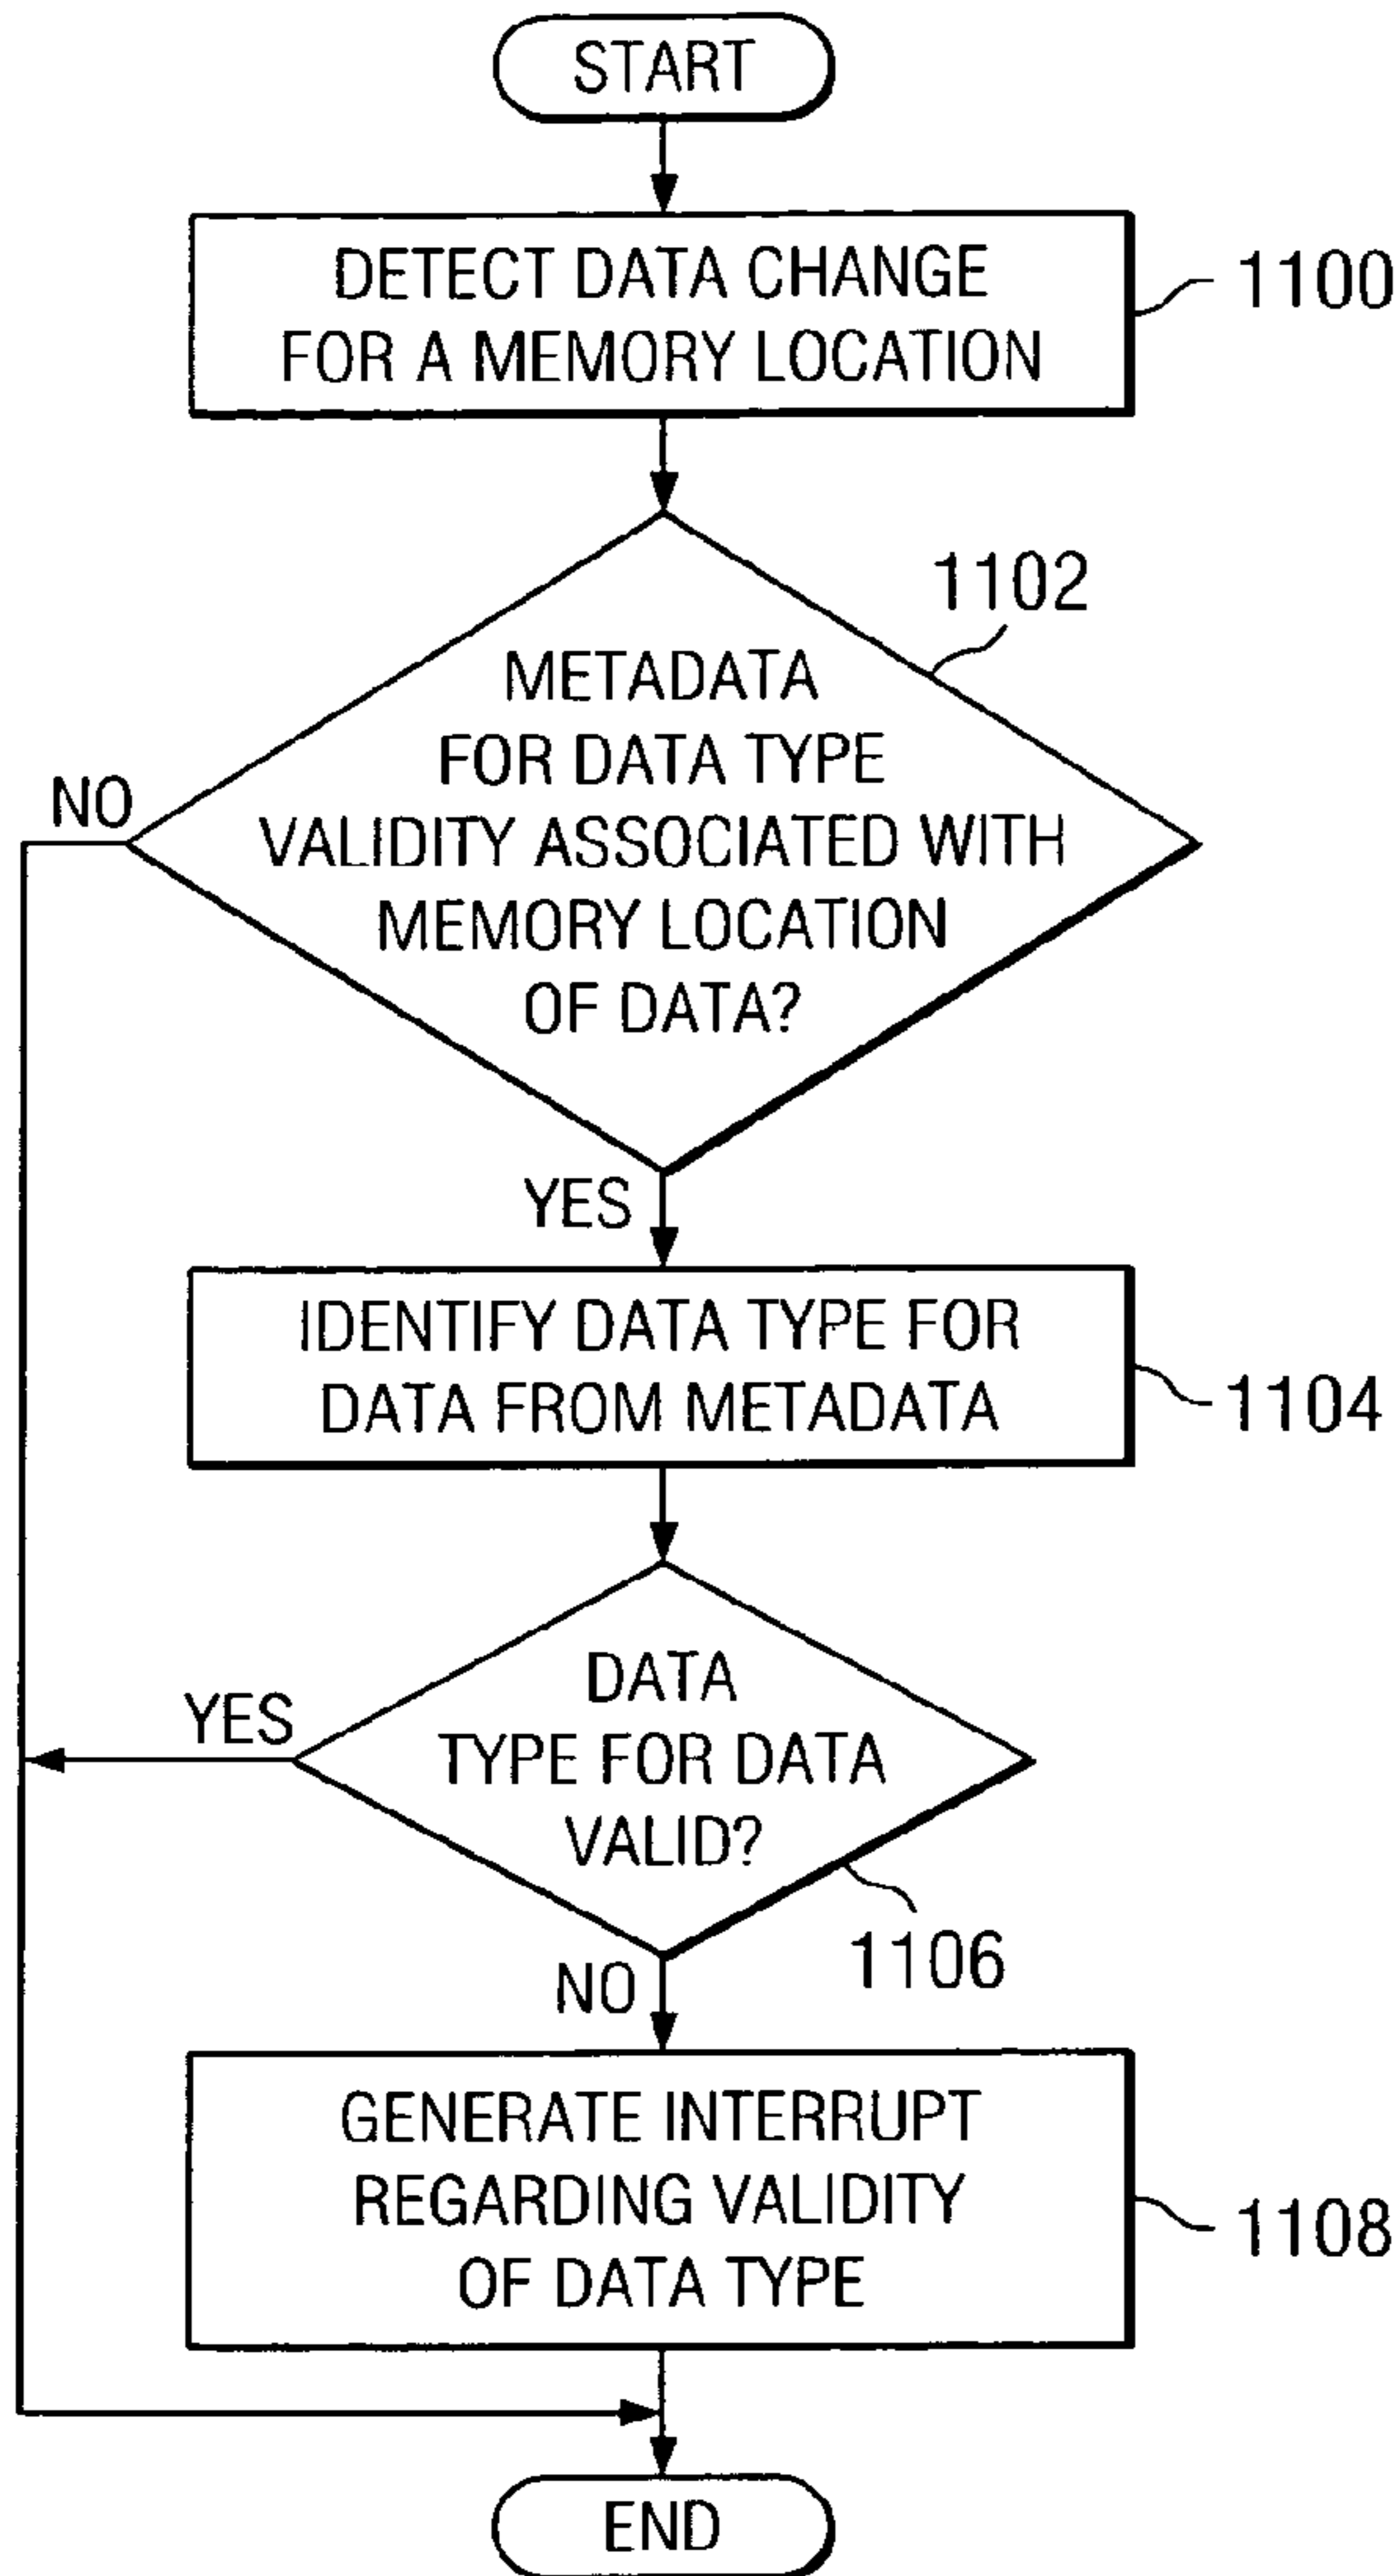 START
DETECT DATA CHANGE
FOR A MEMORY LOCATION
1100
1102
METADATA
FOR DATA TYPE
VALIDITY ASSOCIATED WITH
MEMORY LOCATION
OF DATA?
NO
YES
IDENTIFY DATA TYPE FOR
DATA FROM METADATA
1104
DATA
TYPE FOR DATA
VALID?
YES
1106
NO
GENERATE INTERRUPT
REGARDING VALIDITY
OF DATA TYPE
1108
END